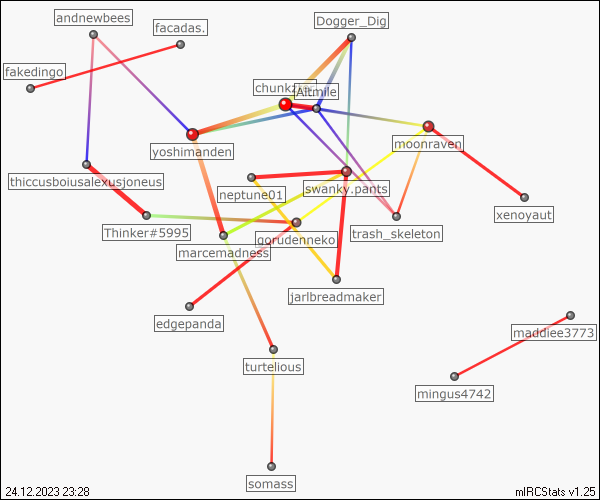 andnewbees
Dogger_Dig
facadas.
fakedingo
Altmile
moonraven
yoshimanden
thiccusboiusalexusjoneus
neptune01
swanky.pants
xenoyaut
Thinker#5995
gorudenneko
trash_skeleton
marcemadness
jarlbreadmaker
edgepanda
maddiee3773
turtelious
mingus4742
somass
24.12.2023 23:28
mIRCStats v1.25